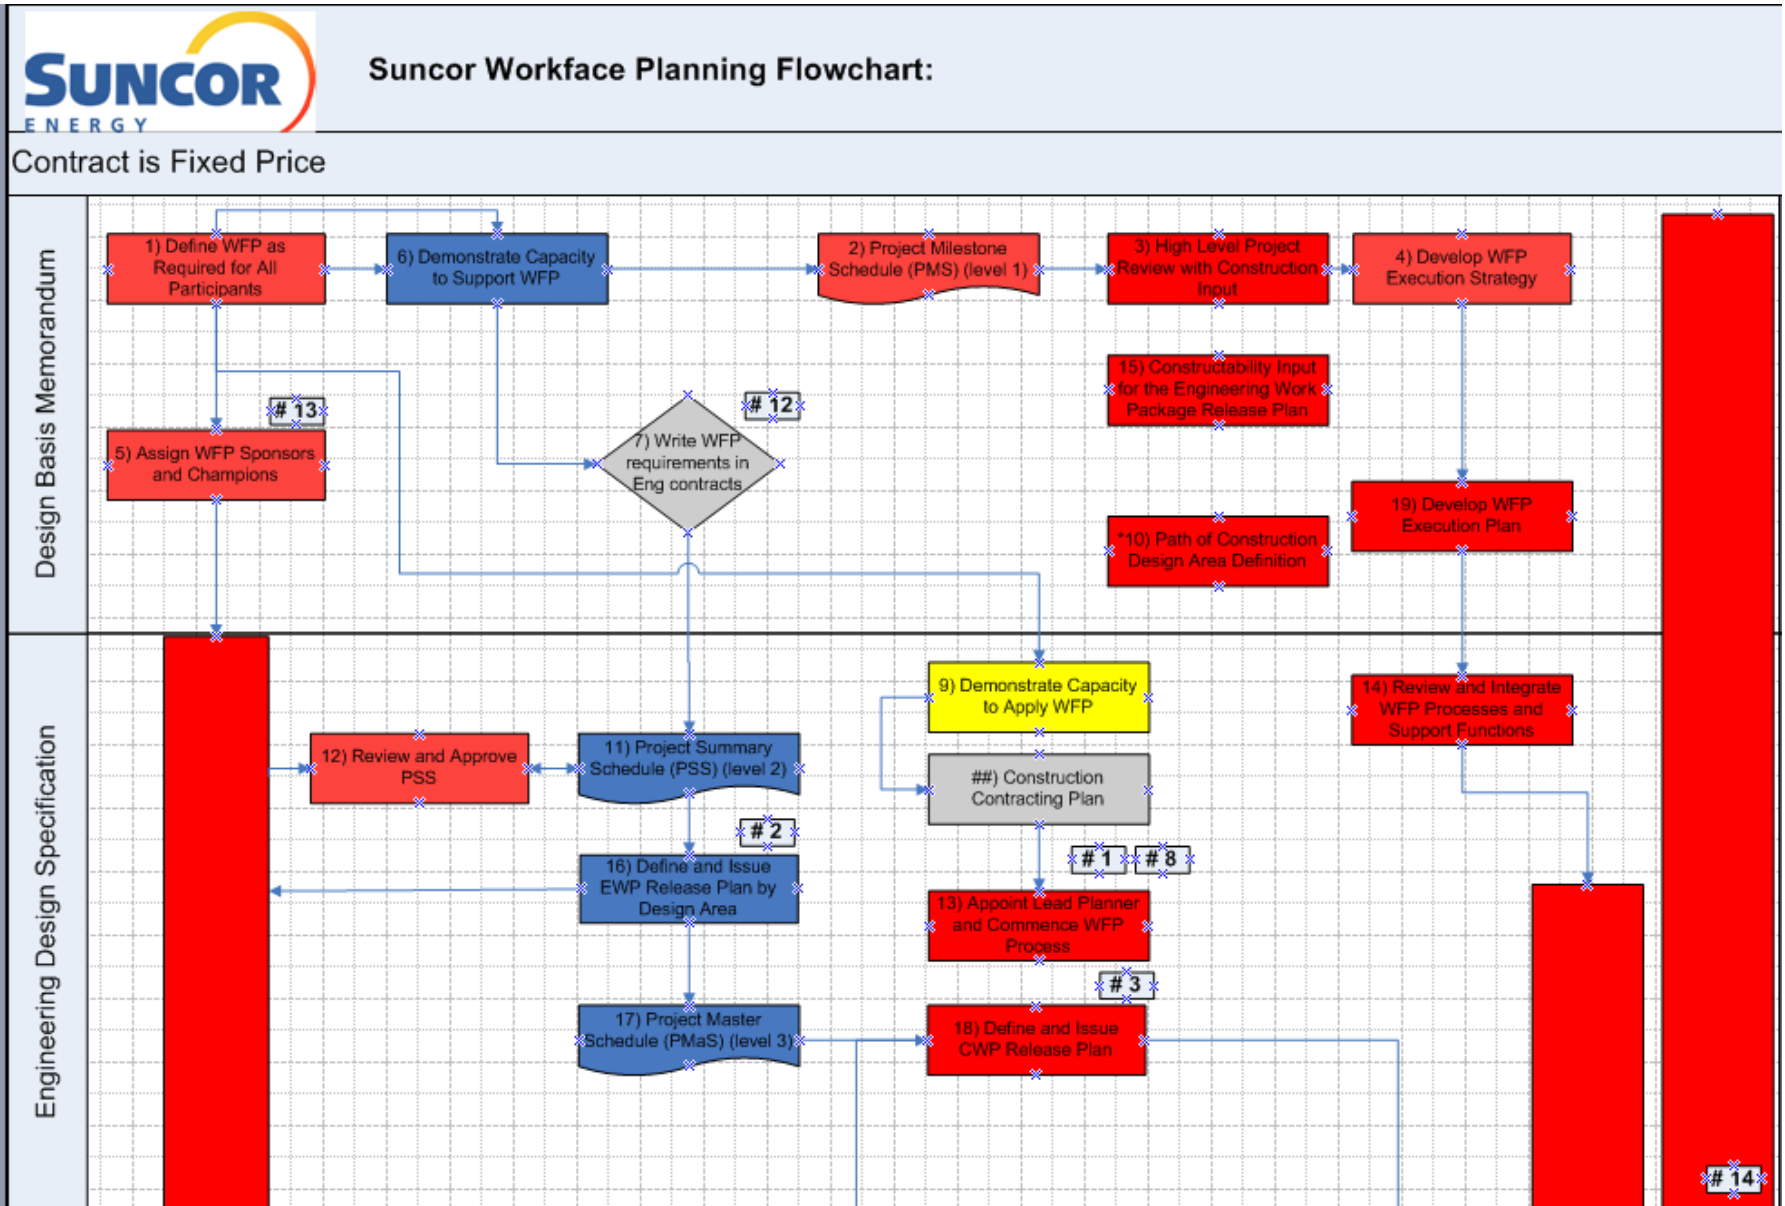 SUNCOR
ENERGY
Suncor Workface Planning Flowchart:
Contract is Fixed Price
Design Basis Memorandum
1) Define WFP as
Required for All
Participants
6) Demonstrate Capacity
to Support WFP
2) Project Milestone
Schedule (PMS) (level 1)
3) High Level Project
Review with Construction
Input
4) Develop WFP
Execution Strategy
15) Constructability Input
for the Engineering Work
Package Release Plan
# 13
# 12
5) Assign WFP Sponsors
and Champions
7) Write WFP
requirements in
Eng contracts
19) Develop WFP
Execution Plan
*10) Path of Construction
Design Area Definition
Engineering Design Specification
9) Demonstrate Capacity
to Apply WFP
14) Review and Integrate
WFP Processes and
Support Functions
12) Review and Approve
PSS
11) Project Summary
Schedule (PSS) (level 2)
##) Construction
Contracting Plan
# 2
# 1
# 8
16) Define and Issue
EWP Release Plan by
Design Area
13) Appoint Lead Planner
and Commence WFP
Process
# 3
17) Project Master
Schedule (PMaS) (level 3)
18) Define and Issue
CWP Release Plan
# 14